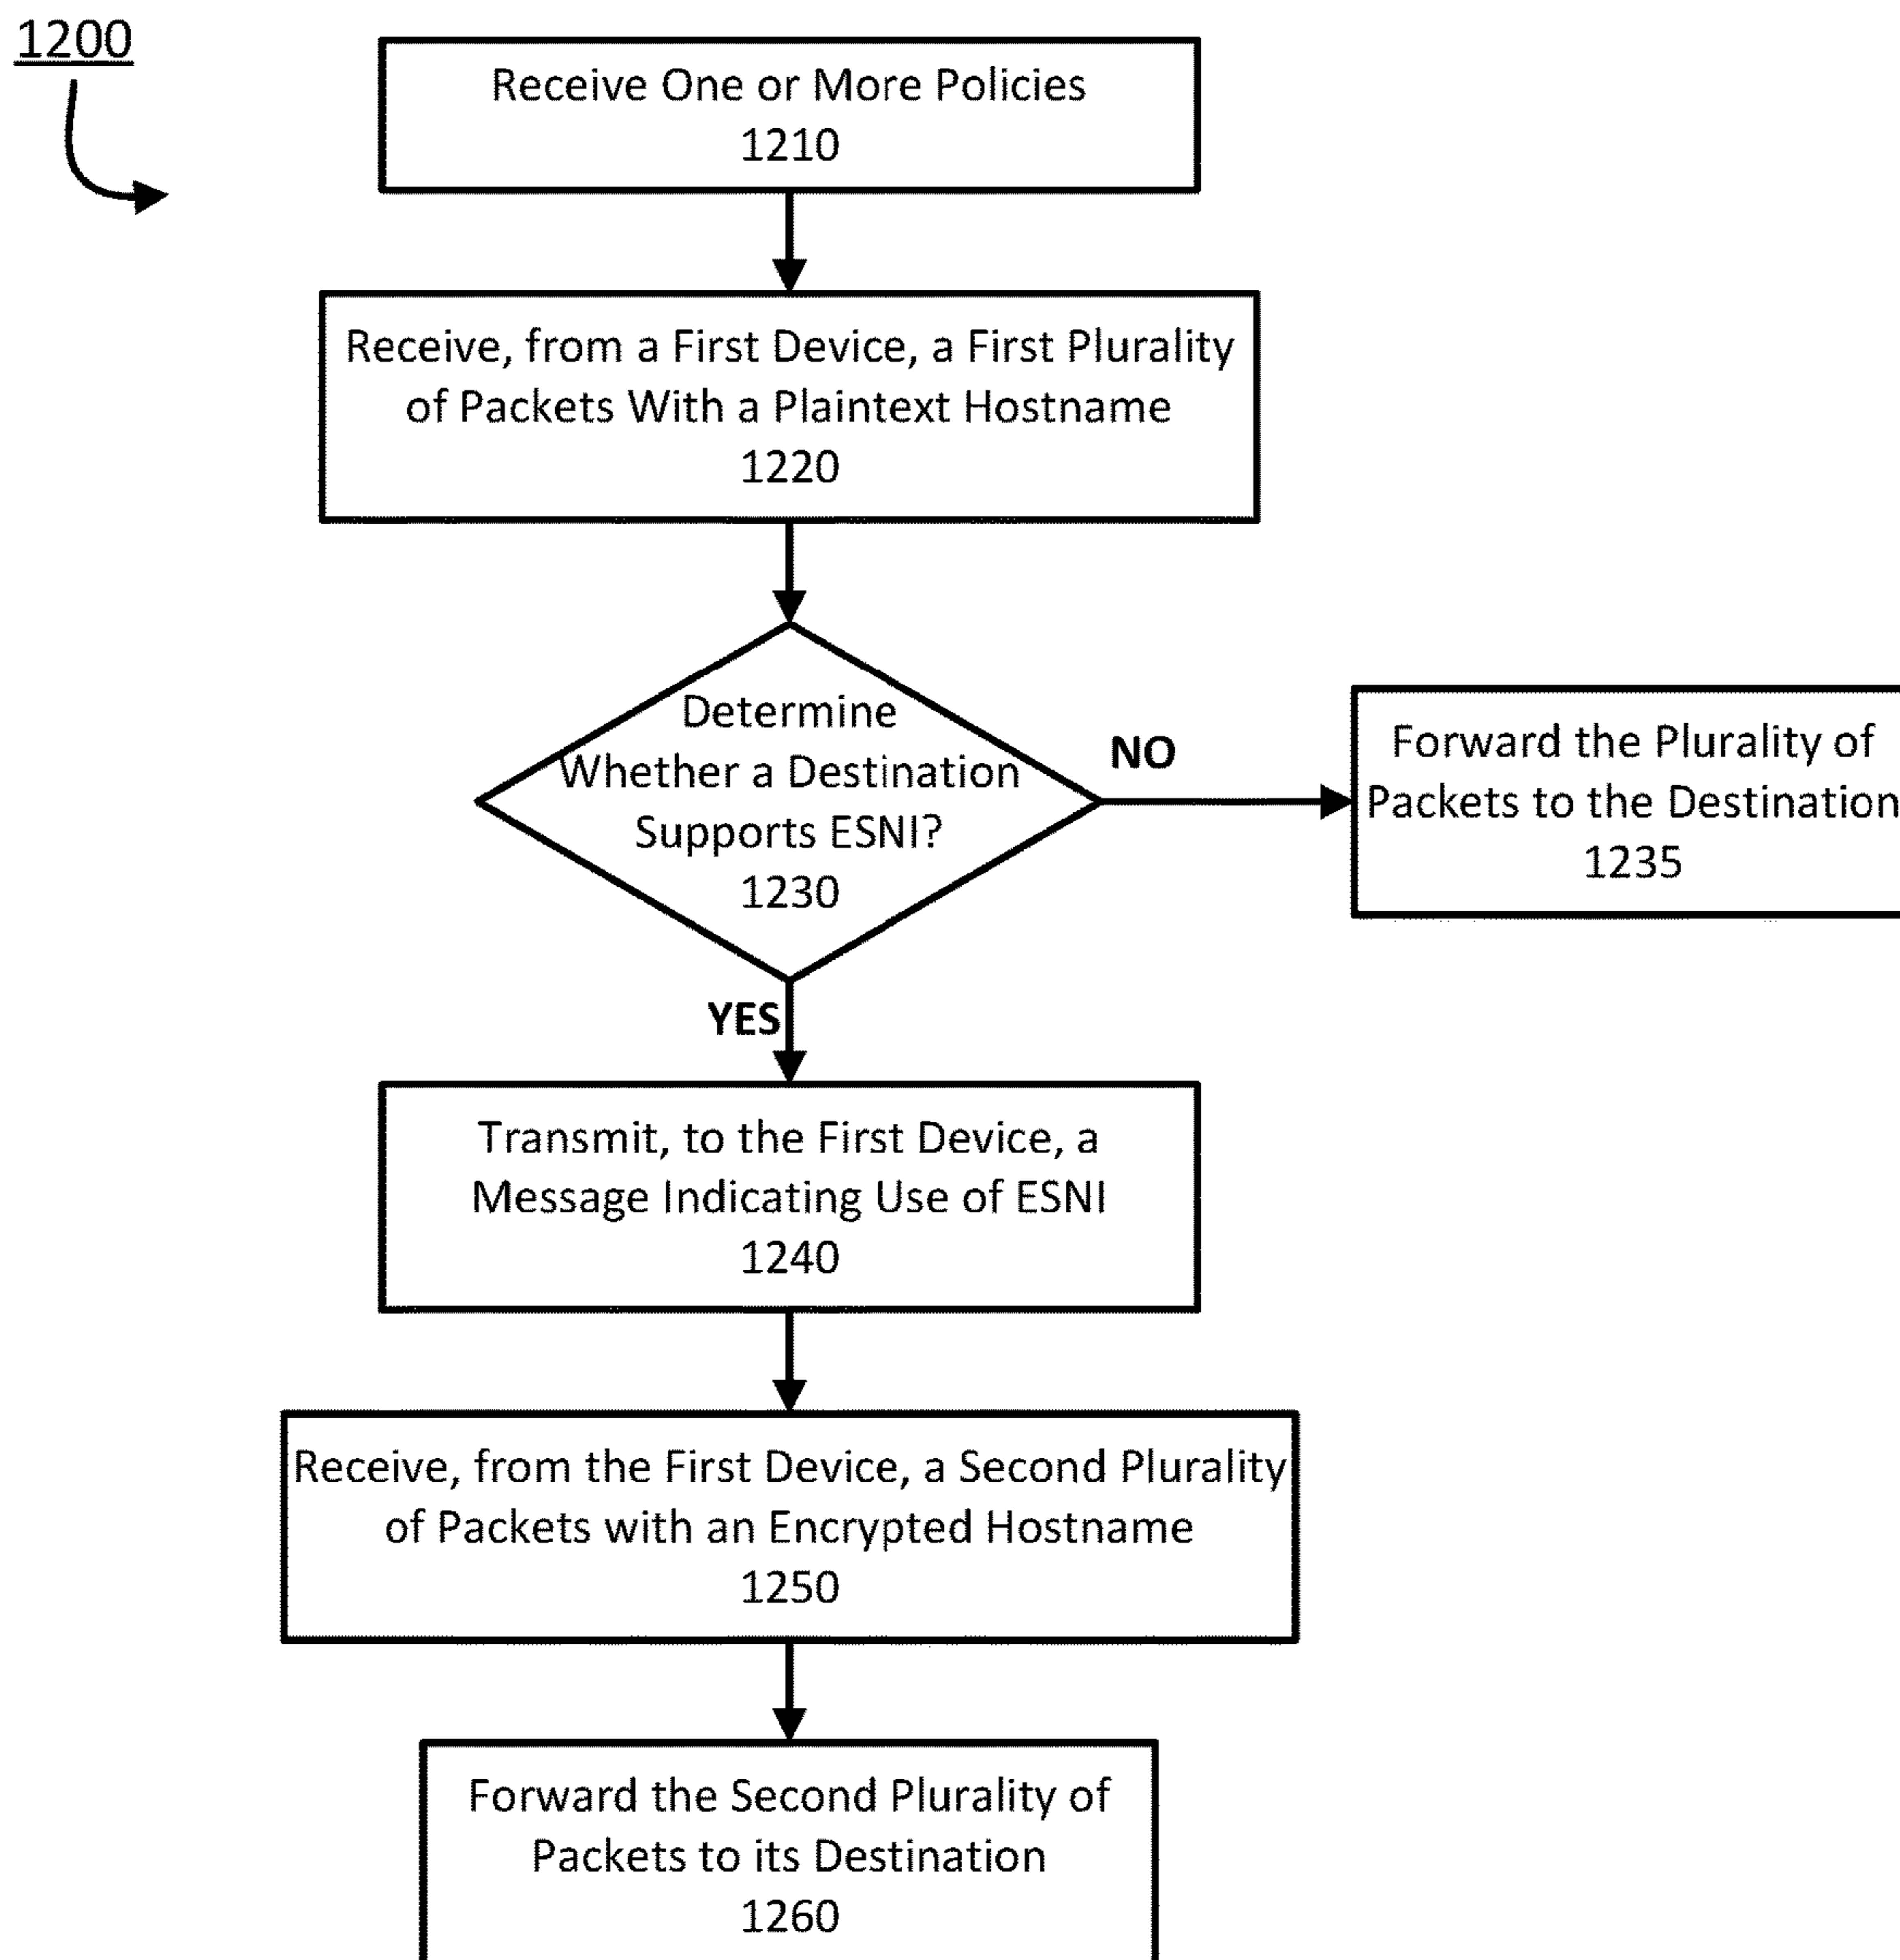 1200
Receive One or More Policies
1210
Receive, from a First Device, a First Plurality
of Packets With a Plaintext Hostname
1220
Determine
Whether a Destination
Supports ESNI?
1230
NO
Forward the Plurality of
Packets to the Destination
1235
YES
Transmit, to the First Device, a
Message Indicating Use of ESNI
1240
Receive, from the First Device, a Second Plurality
of Packets with an Encrypted Hostname
1250
Forward the Second Plurality of
Packets to its Destination
1260